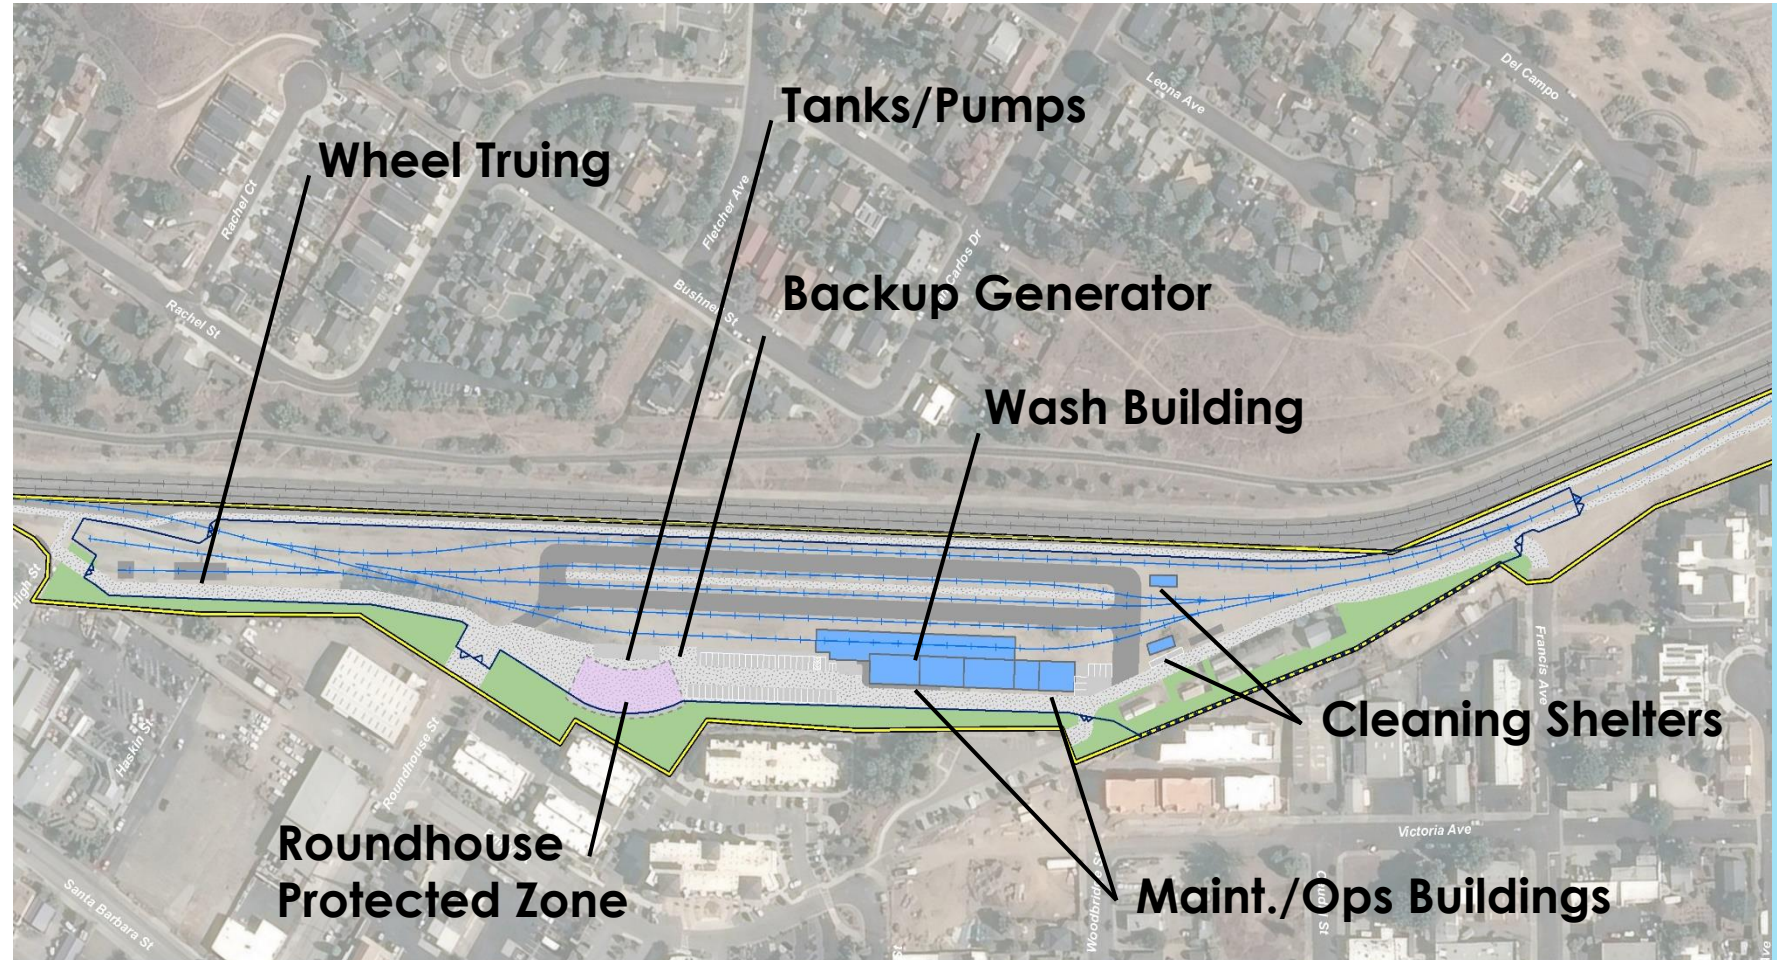 Del Campo
Leona Ave
Tanks/Pumps
Wheel Truing
Rachel Ct
Fletcher Ave
Carlos Dr
Backup Generator
Rachel St
Wash Building
High St
Francis Ave
Haskin St
Roundhouse St
Cleaning Shelters
Victoria Ave
Roundhouse
Protected Zone
Santa Barbara St
Maint./Ops Buildings
St